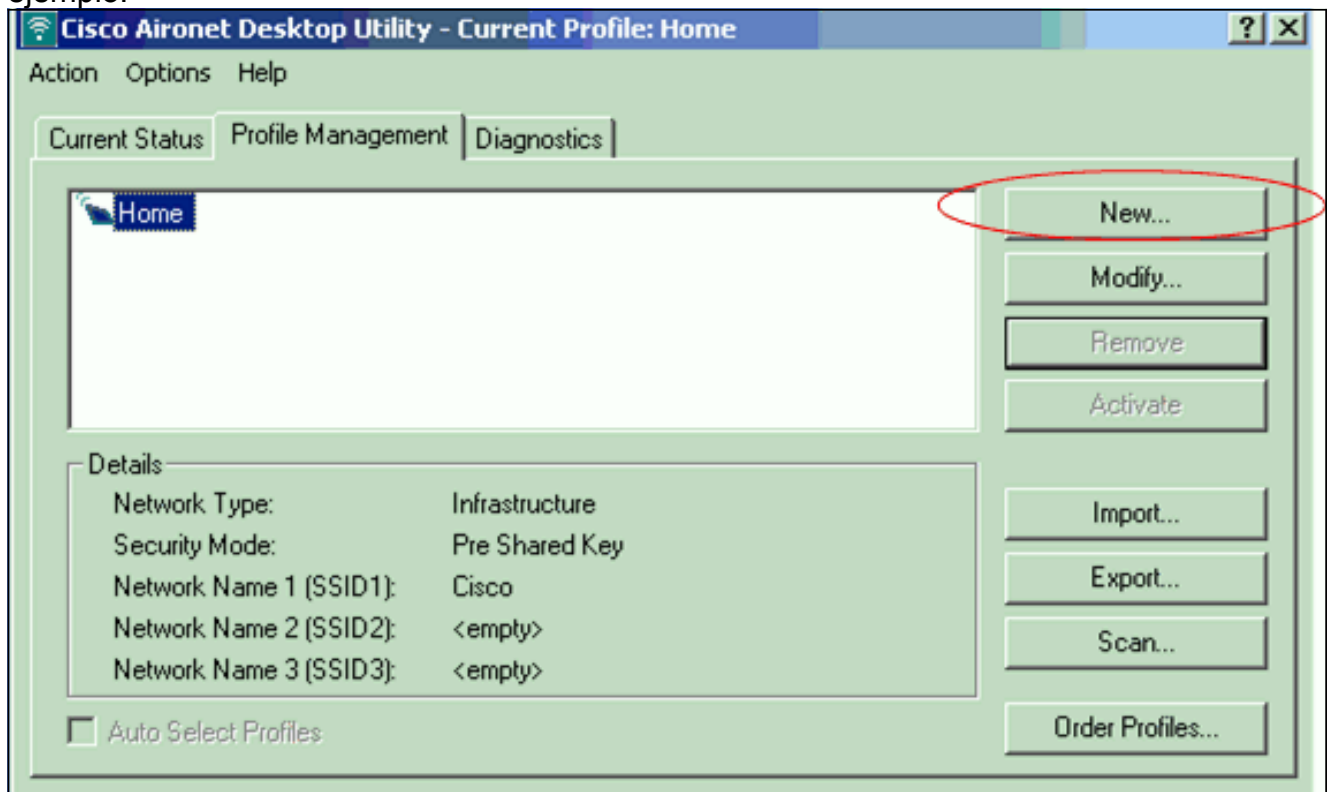 ejemplo:
Cisco Aironet Desktop Utility - Current Profile: Home
Action Options Help
Current Status Profile Management Diagnostics
Home
New...
Modify...
Remove
Activate
Details
Network Type: Infrastructure
Security Mode: Pre Shared Key
Network Name 1 (SSID1): Cisco
Network Name 2 (SSID2): <empty>
Network Name 3 (SSID3): <empty>
Import...
Export...
Scan...
Auto Select Profiles
Order Profiles...